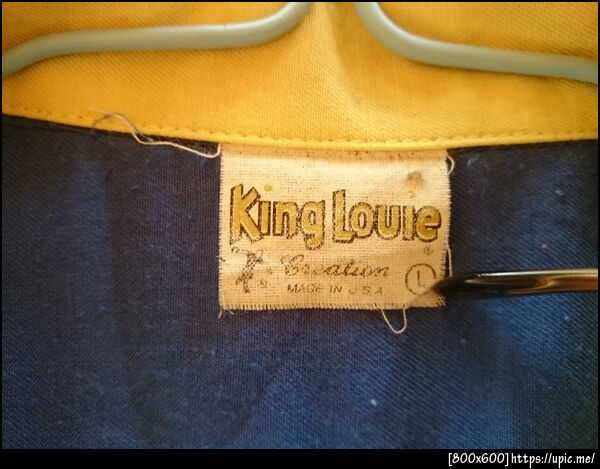 King Louie
Creation
MADE IN U.S.A.
L
[800x600]https://upic.me/